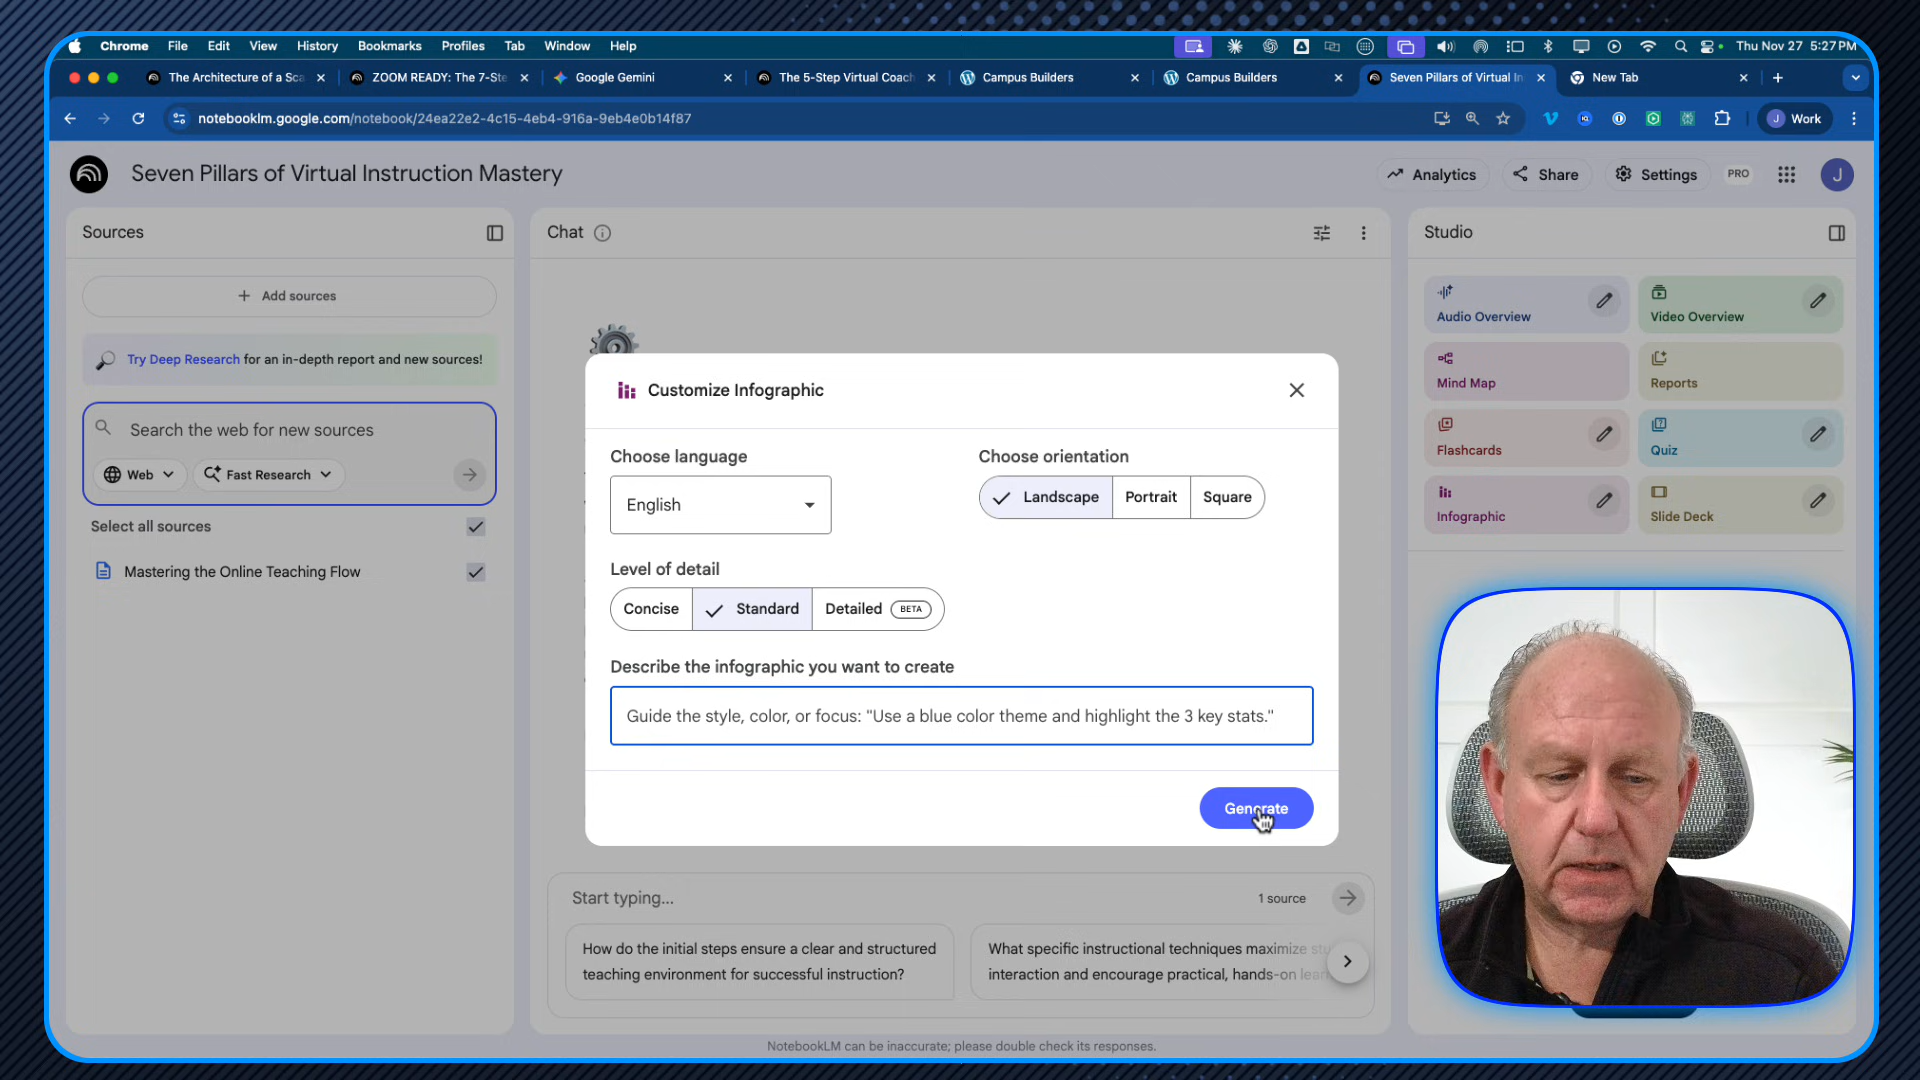 Chrome File Edit View History Bookmarks Profiles Tab Window Help
Thu Nov 27 5:27 PM
The Architecture of a Sca
ZOOM READY: The 7-Ste
Google Gemini
The 5-Step Virtual Coach
Campus Builders
Campus Builders
Seven Pillars of Virtual In
New Tab
notebooklm.google.com/notebook/24ea22e2-4c15-4eb4-916a-9eb4e0b14f87
J Work
Seven Pillars of Virtual Instruction Mastery
Analytics
Share
Settings
PRO
J
Sources
Chat
Studio
+ Add sources
Try Deep Research for an in-depth report and new sources!
Search the web for new sources
Web
Fast Research
Select all sources
Mastering the Online Teaching Flow
Customize Infographic
Choose language
English
Choose orientation
Landscape Portrait Square
Level of detail
Concise Standard Detailed BETA
Describe the infographic you want to create
Guide the style, color, or focus: "Use a blue color theme and highlight the 3 key stats."
Generate
Start typing...
1 source
How do the initial steps ensure a clear and structured
teaching environment for successful instruction?
What specific instructional techniques maximize stu
interaction and encourage practical, hands-on lear
Audio Overview
Video Overview
Mind Map
Reports
Flashcards
Quiz
Infographic
Slide Deck
NotebookLM can be inaccurate; please double check its responses.